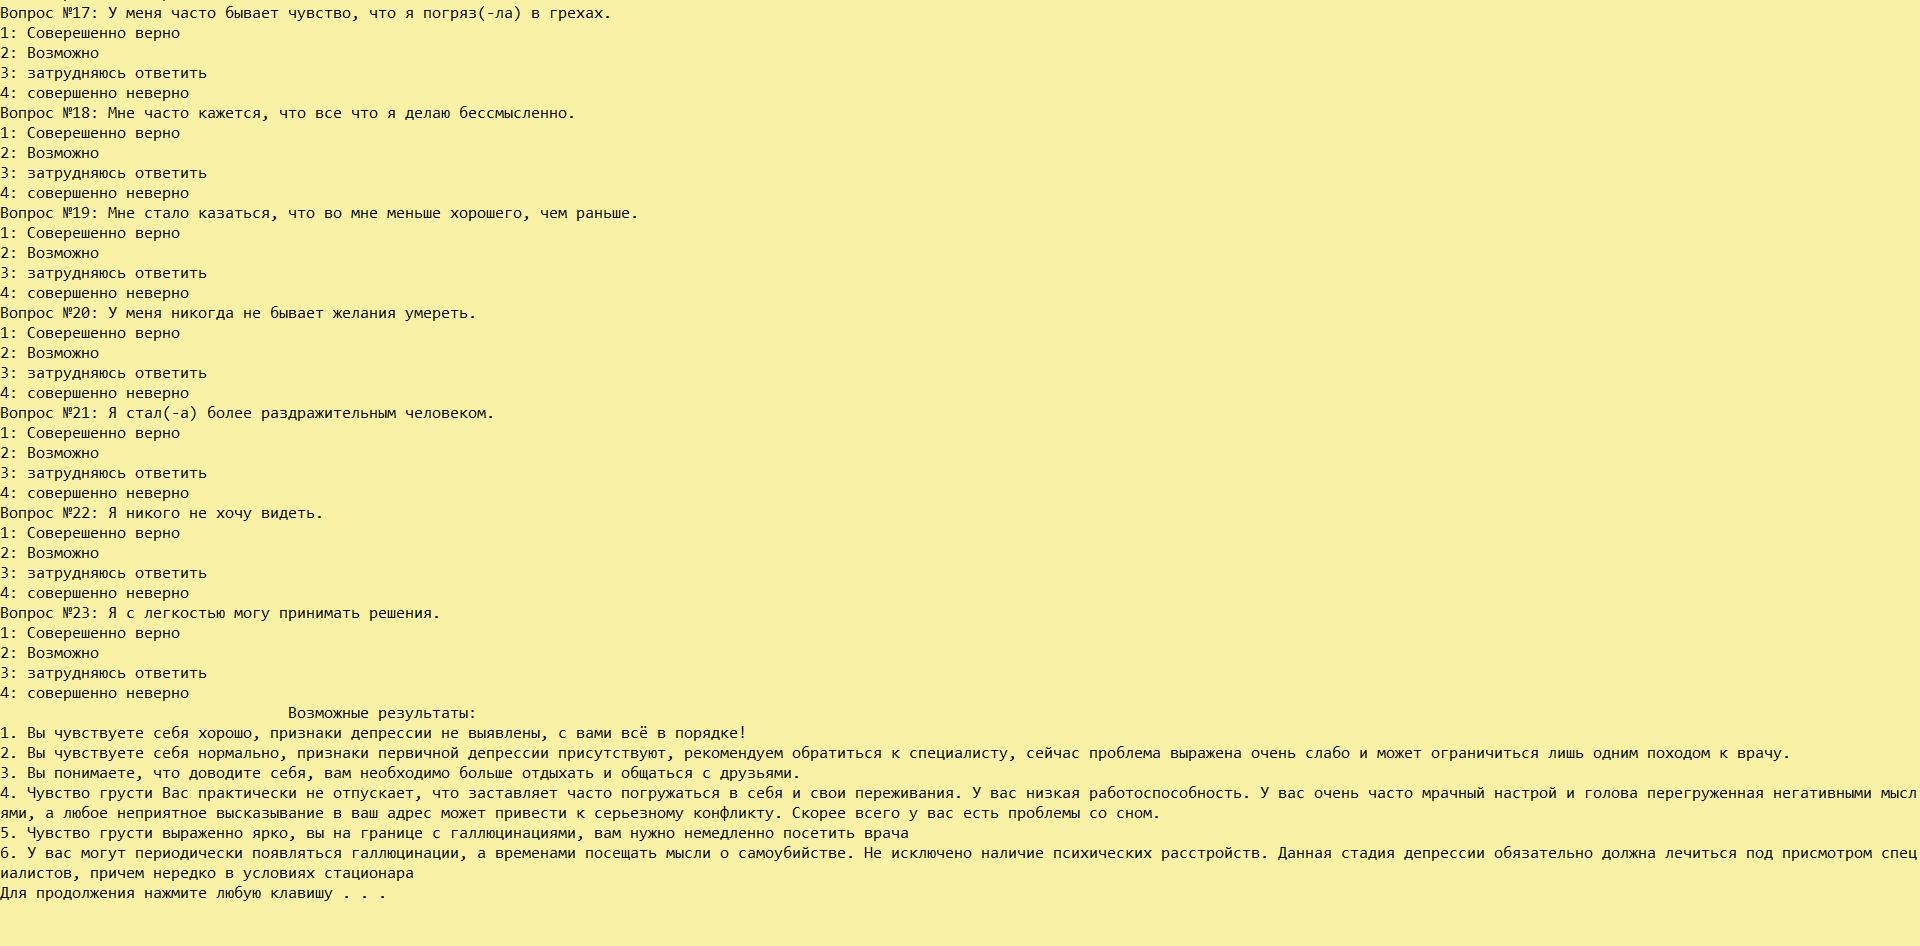 Вопрос №17: У меня часто бывает чувство, что я погряз(-ла) в грехах.
1: Соверешенно верно
2: Возможно
3: затрудняюсь ответить
4: совершенно неверно
Вопрос №18: Мне часто кажется, что все что я делаю бессмысленно.
1: Соверешенно верно
2: Возможно
3: затрудняюсь ответить
4: совершенно неверно
Вопрос №19: Мне стало казаться, что во мне меньше хорошего, чем раньше.
1: Соверешенно верно
2: Возможно
3: затрудняюсь ответить
4: совершенно неверно
Вопрос №20: У меня никогда не бывает желания умереть.
1: Соверешенно верно
2: Возможно
3: затрудняюсь ответить
4: совершенно неверно
Вопрос №21: Я стал(-а) более раздражительным человеком.
1: Соверешенно верно
2: Возможно
3: затрудняюсь ответить
4: совершенно неверно
Вопрос №22: Я никого не хочу видеть.
1: Соверешенно верно
2: Возможно
3: затрудняюсь ответить
4: совершенно неверно
Вопрос №23: Я с легкостью могу принимать решения.
1: Соверешенно верно
2: Возможно
3: затрудняюсь ответить
4: совершенно неверно
Возможные результаты:
1. Вы чувствуете себя хорошо, признаки депрессии не выявлены, с вами всё в порядке!
2. Вы чувствуете себя нормально, признаки первичной депрессии присутствуют, рекомендуем обратиться к специалисту, сейчас проблема выражена очень слабо и может ограничиться лишь одним походом к врачу.
3. Вы понимаете, что доводите себя, вам необходимо больше отдыхать и общаться с друзьями.
4. Чувство грусти Вас практически не отпускает, что заставляет часто погружаться в себя и свои переживания. У вас низкая работоспособность. У вас очень часто мрачный настрой и голова перегруженная негативными мысл
ями, а любое неприятное высказывание в ваш адрес может привести к серьезному конфликту. Скорее всего у вас есть проблемы со сном.
5. Чувство грусти выраженно ярко, вы на границе с галлюцинациями, вам нужно немедленно посетить врача
6. У вас могут периодически появляться галлюцинации, а временами посещать мысли о самоубийстве. Не исключено наличие психических расстройств. Данная стадия депрессии обязательно должна лечиться под присмотром спец
иалистов, причем нередко в условиях стационара
Для продолжения нажмите любую клавишу . . .